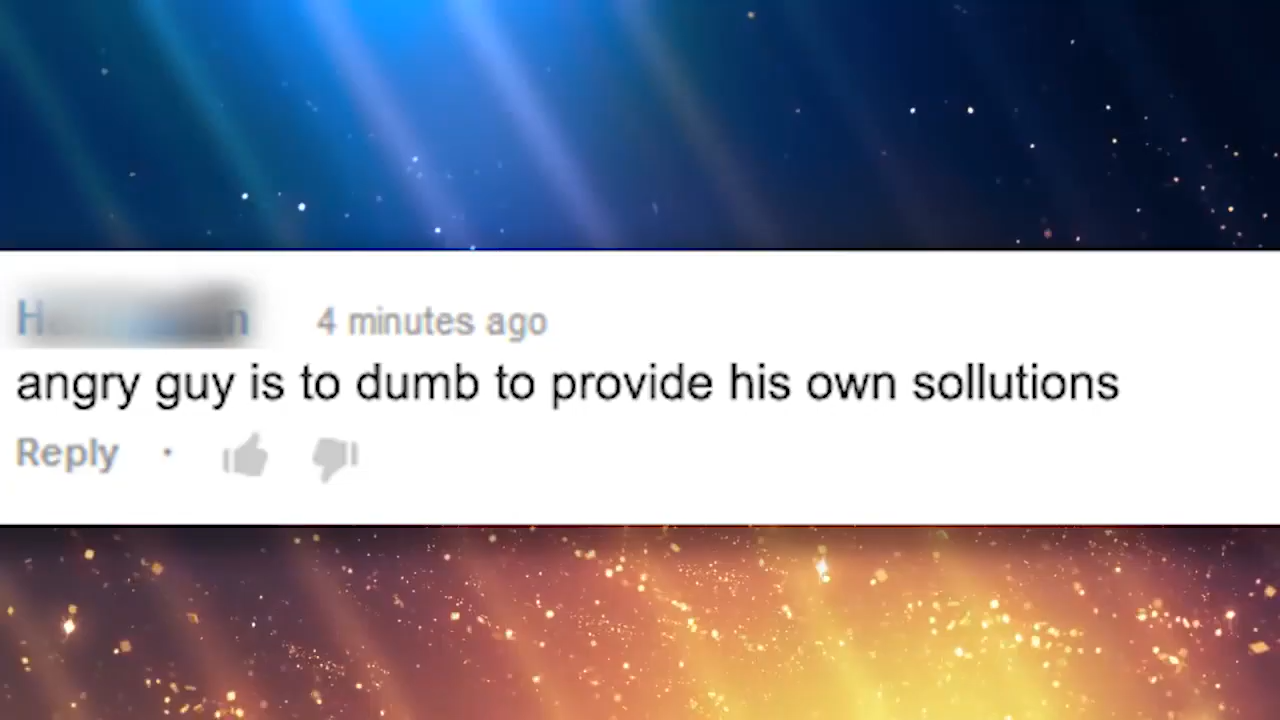 4 minutes ago
angry guy is to dumb to provide his own sollutions
Reply •